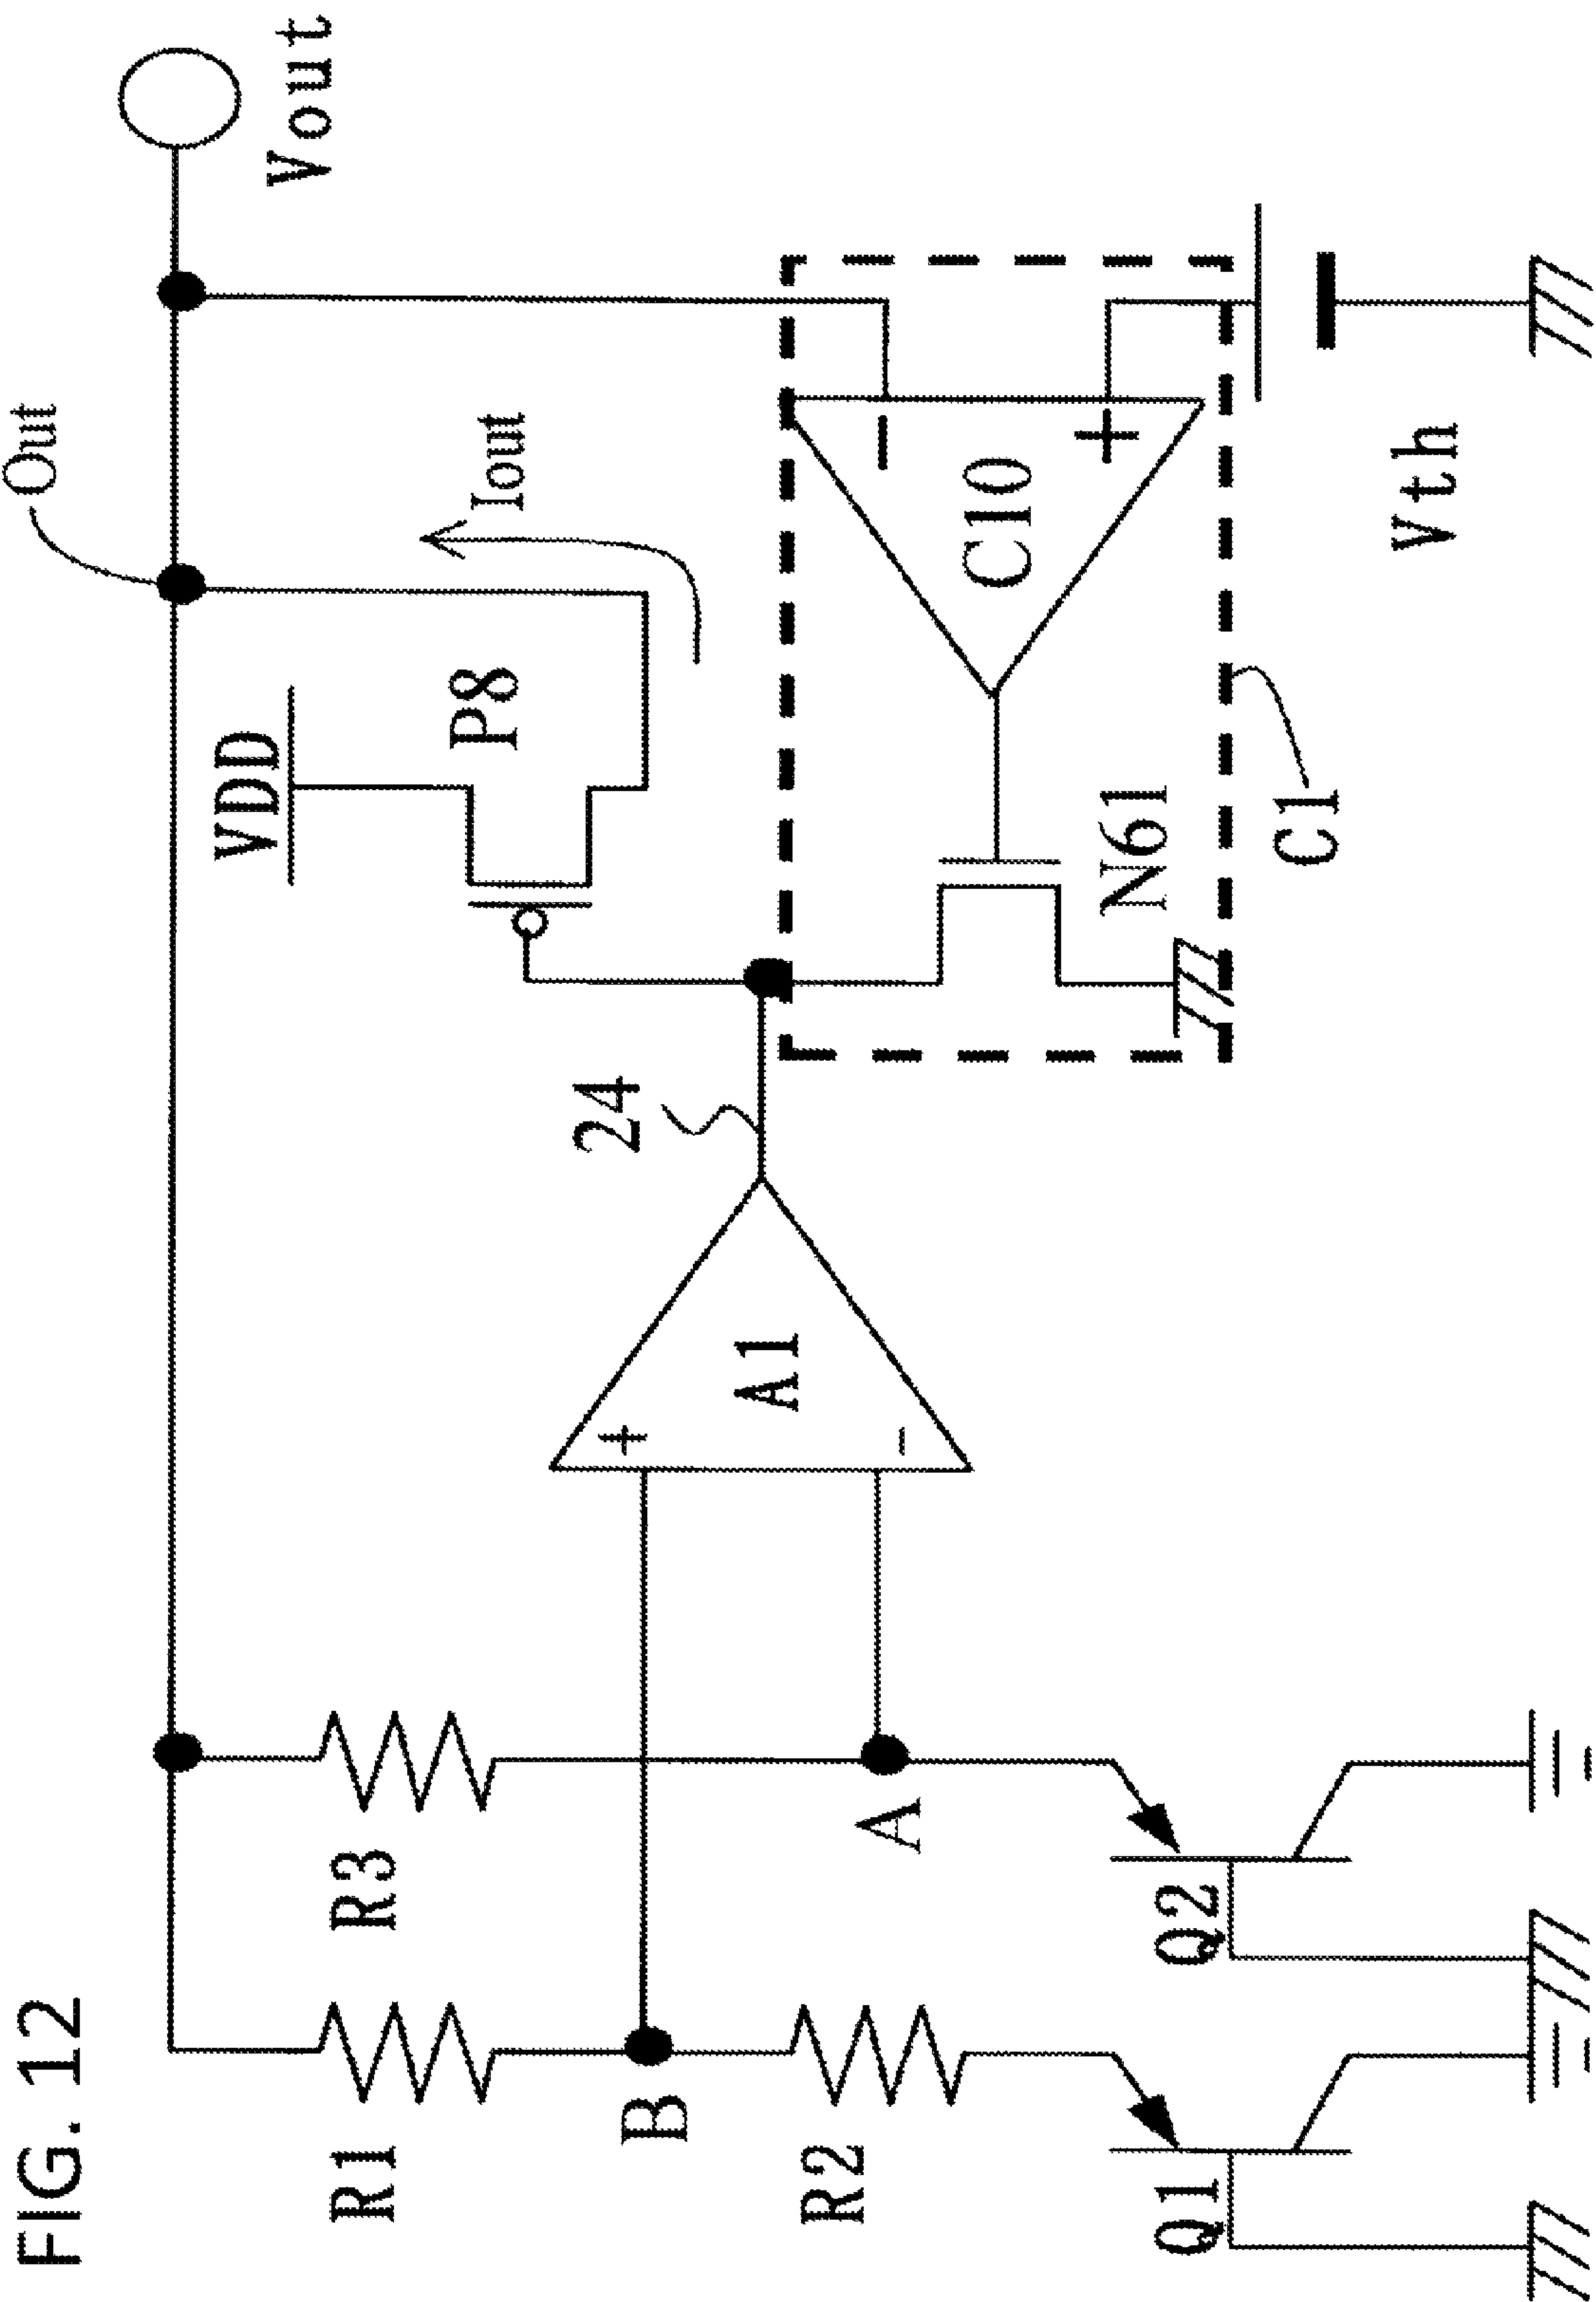 FIG. 12
Out
Vout
VDD
Iout
P8
R1
R3
B
24
+
A1
-
A
R2
-
C10
+
N61
Q1
Q2
C1
Vth